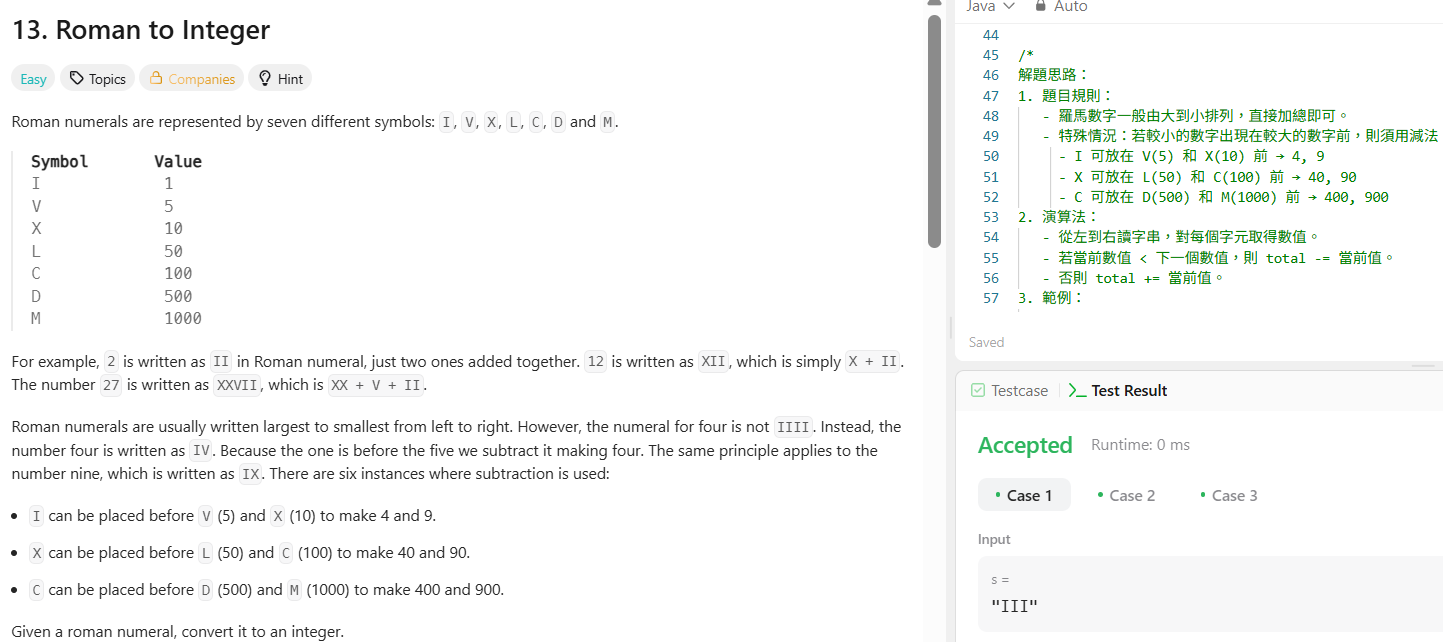 13. Roman to Integer
Easy Topics Companies Hint
Roman numerals are represented by seven different symbols: I, V, X, L, C, D and M.
Symbol Value
I 1
V 5
X 10
L 50
C 100
D 500
M 1000
For example, 2 is written as II in Roman numeral, just two ones added together. 12 is written as XII, which is simply X + II.
The number 27 is written as XXVII, which is XX + V + II.
Roman numerals are usually written largest to smallest from left to right. However, the numeral for four is not IIII. Instead, the
number four is written as IV. Because the one is before the five we subtract it making four. The same principle applies to the
number nine, which is written as IX. There are six instances where subtraction is used:
• I can be placed before V (5) and X (10) to make 4 and 9.
• X can be placed before L (50) and C (100) to make 40 and 90.
• C can be placed before D (500) and M (1000) to make 400 and 900.
Given a roman numeral, convert it to an integer.
Java Auto
44
45 /*
46 解題思路：
47 1. 題目規則：
48 - 羅馬數字一般由大到小排列，直接加總即可。
49 - 特殊情況：若較小的數字出現在較大的數字前，則須用減法
50 - I 可放在 V(5) 和 X(10) 前 → 4, 9
51 - X 可放在 L(50) 和 C(100) 前 → 40, 90
52 - C 可放在 D(500) 和 M(1000) 前 → 400, 900
53 2. 演算法：
54 - 從左到右讀字串，對每個字元取得數值。
55 - 若當前數值 < 下一個數值，則 total -= 當前值。
56 - 否則 total += 當前值。
57 3. 範例：
Saved
Testcase Test Result
Accepted Runtime: 0 ms
• Case 1 • Case 2 • Case 3
Input
s =
"III"